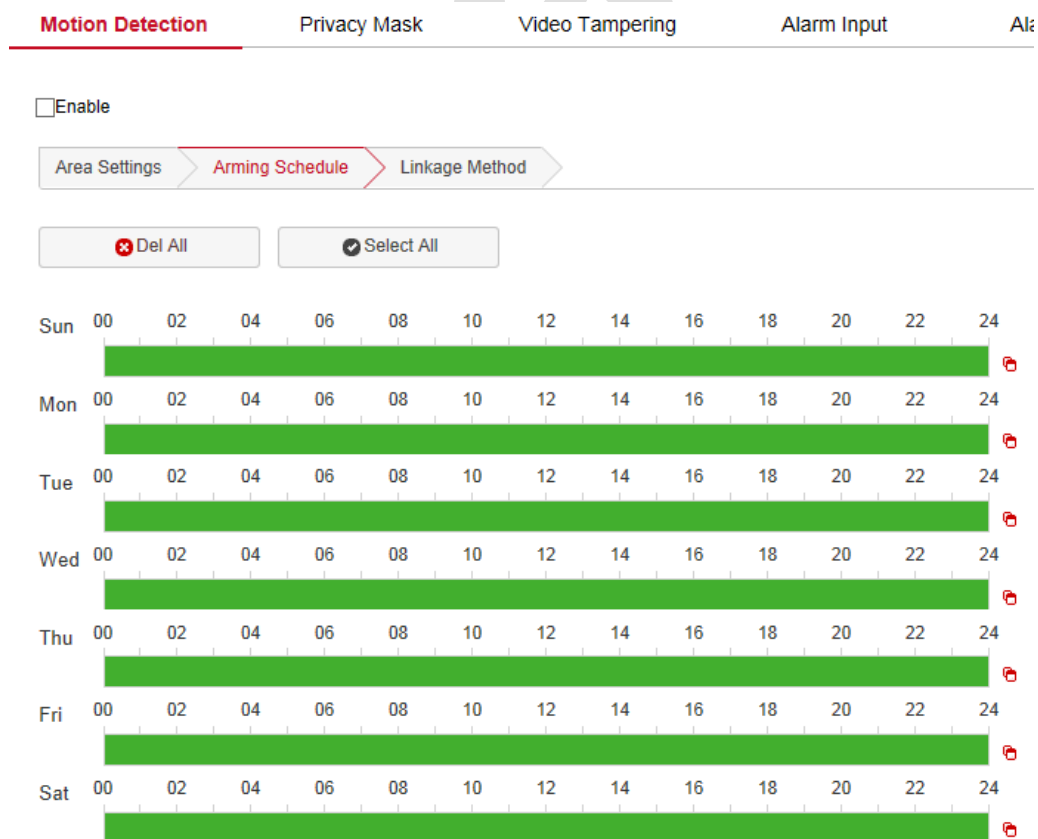 Motion Detection Privacy Mask Video Tampering Alarm Input Ala
Enable
Area Settings Arming Schedule Linkage Method
Del All Select All
00 02 04 06 08 10 12 14 16 18 20 22 24
Sun
00 02 04 06 08 10 12 14 16 18 20 22 24
Mon
00 02 04 06 08 10 12 14 16 18 20 22 24
Tue
00 02 04 06 08 10 12 14 16 18 20 22 24
Wed
00 02 04 06 08 10 12 14 16 18 20 22 24
Thu
00 02 04 06 08 10 12 14 16 18 20 22 24
Fri
00 02 04 06 08 10 12 14 16 18 20 22 24
Sat